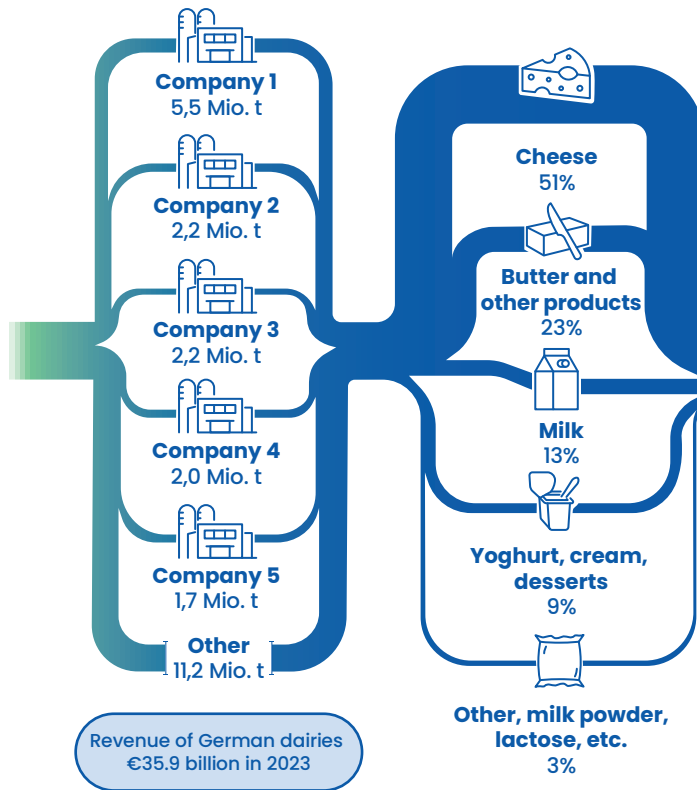 Company 1
5,5 Mio. t
Company 2
2,2 Mio. t
Company 3
2,2 Mio. t
Company 4
2,0 Mio. t
Company 5
1,7 Mio. t
Other
11,2 Mio. t
Revenue of German dairies
€35.9 billion in 2023
Cheese
51%
Butter and
other products
23%
Milk
13%
Yoghurt, cream,
desserts
9%
Other, milk powder,
lactose, etc.
3%